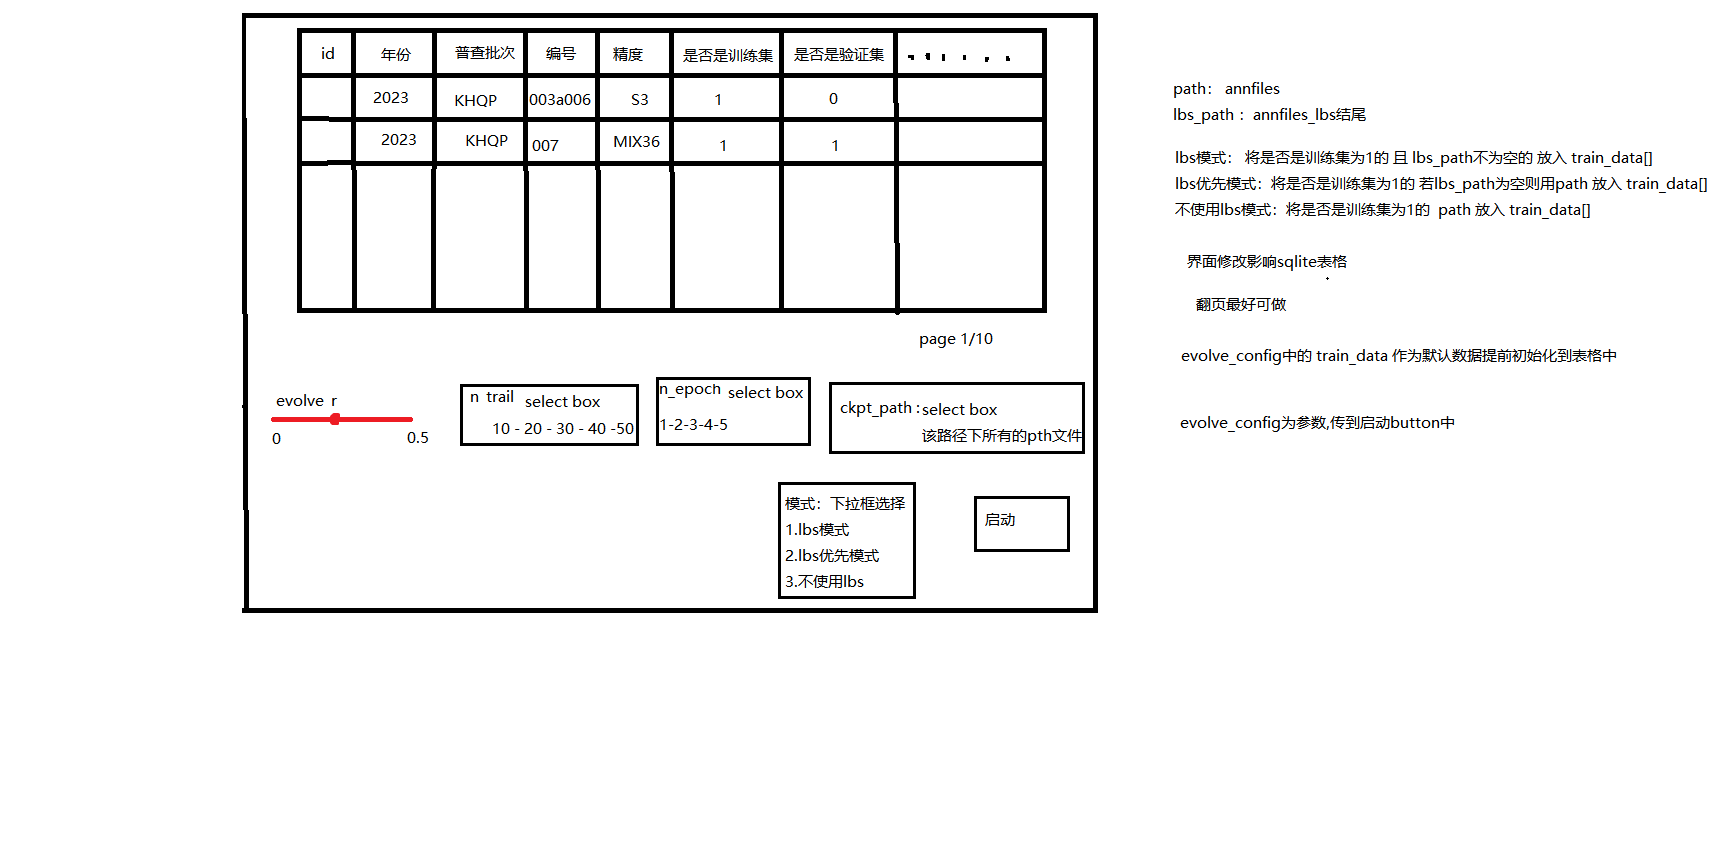 id 年份 普查批次 编号 精度 是否是训练集 是否是验证集 ......
2023 KHQP 003a006 S3 1 0
2023 KHQP 007 MIX36 1 1
page 1/10
evolve r
0 0.5
n trail select box
10 - 20 - 30 - 40 -50
n_epoch select box
1-2-3-4-5
ckpt_path : select box
该路径下所有的pth文件
模式：下拉框选择
1.lbs模式
2.lbs优先模式
3.不使用lbs
启动
path： annfiles
lbs_path ：annfiles_lbs结尾
lbs模式： 将是否是训练集为1的 且 lbs_path不为空的 放入 train_data[]
lbs优先模式：将是否是训练集为1的 若lbs_path为空则用path 放入 train_data[]
不使用lbs模式：将是否是训练集为1的 path 放入 train_data[]
界面修改影响sqlite表格
翻页最好可做
evolve_config中的 train_data 作为默认数据提前初始化到表格中
evolve_config为参数,传到启动button中